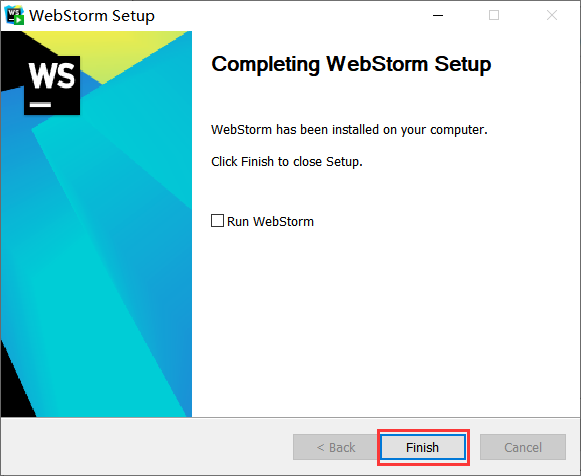 WebStorm Setup
WS
Completing WebStorm Setup
WebStorm has been installed on your computer.
Click Finish to close Setup.
Run WebStorm
< Back
Finish
Cancel